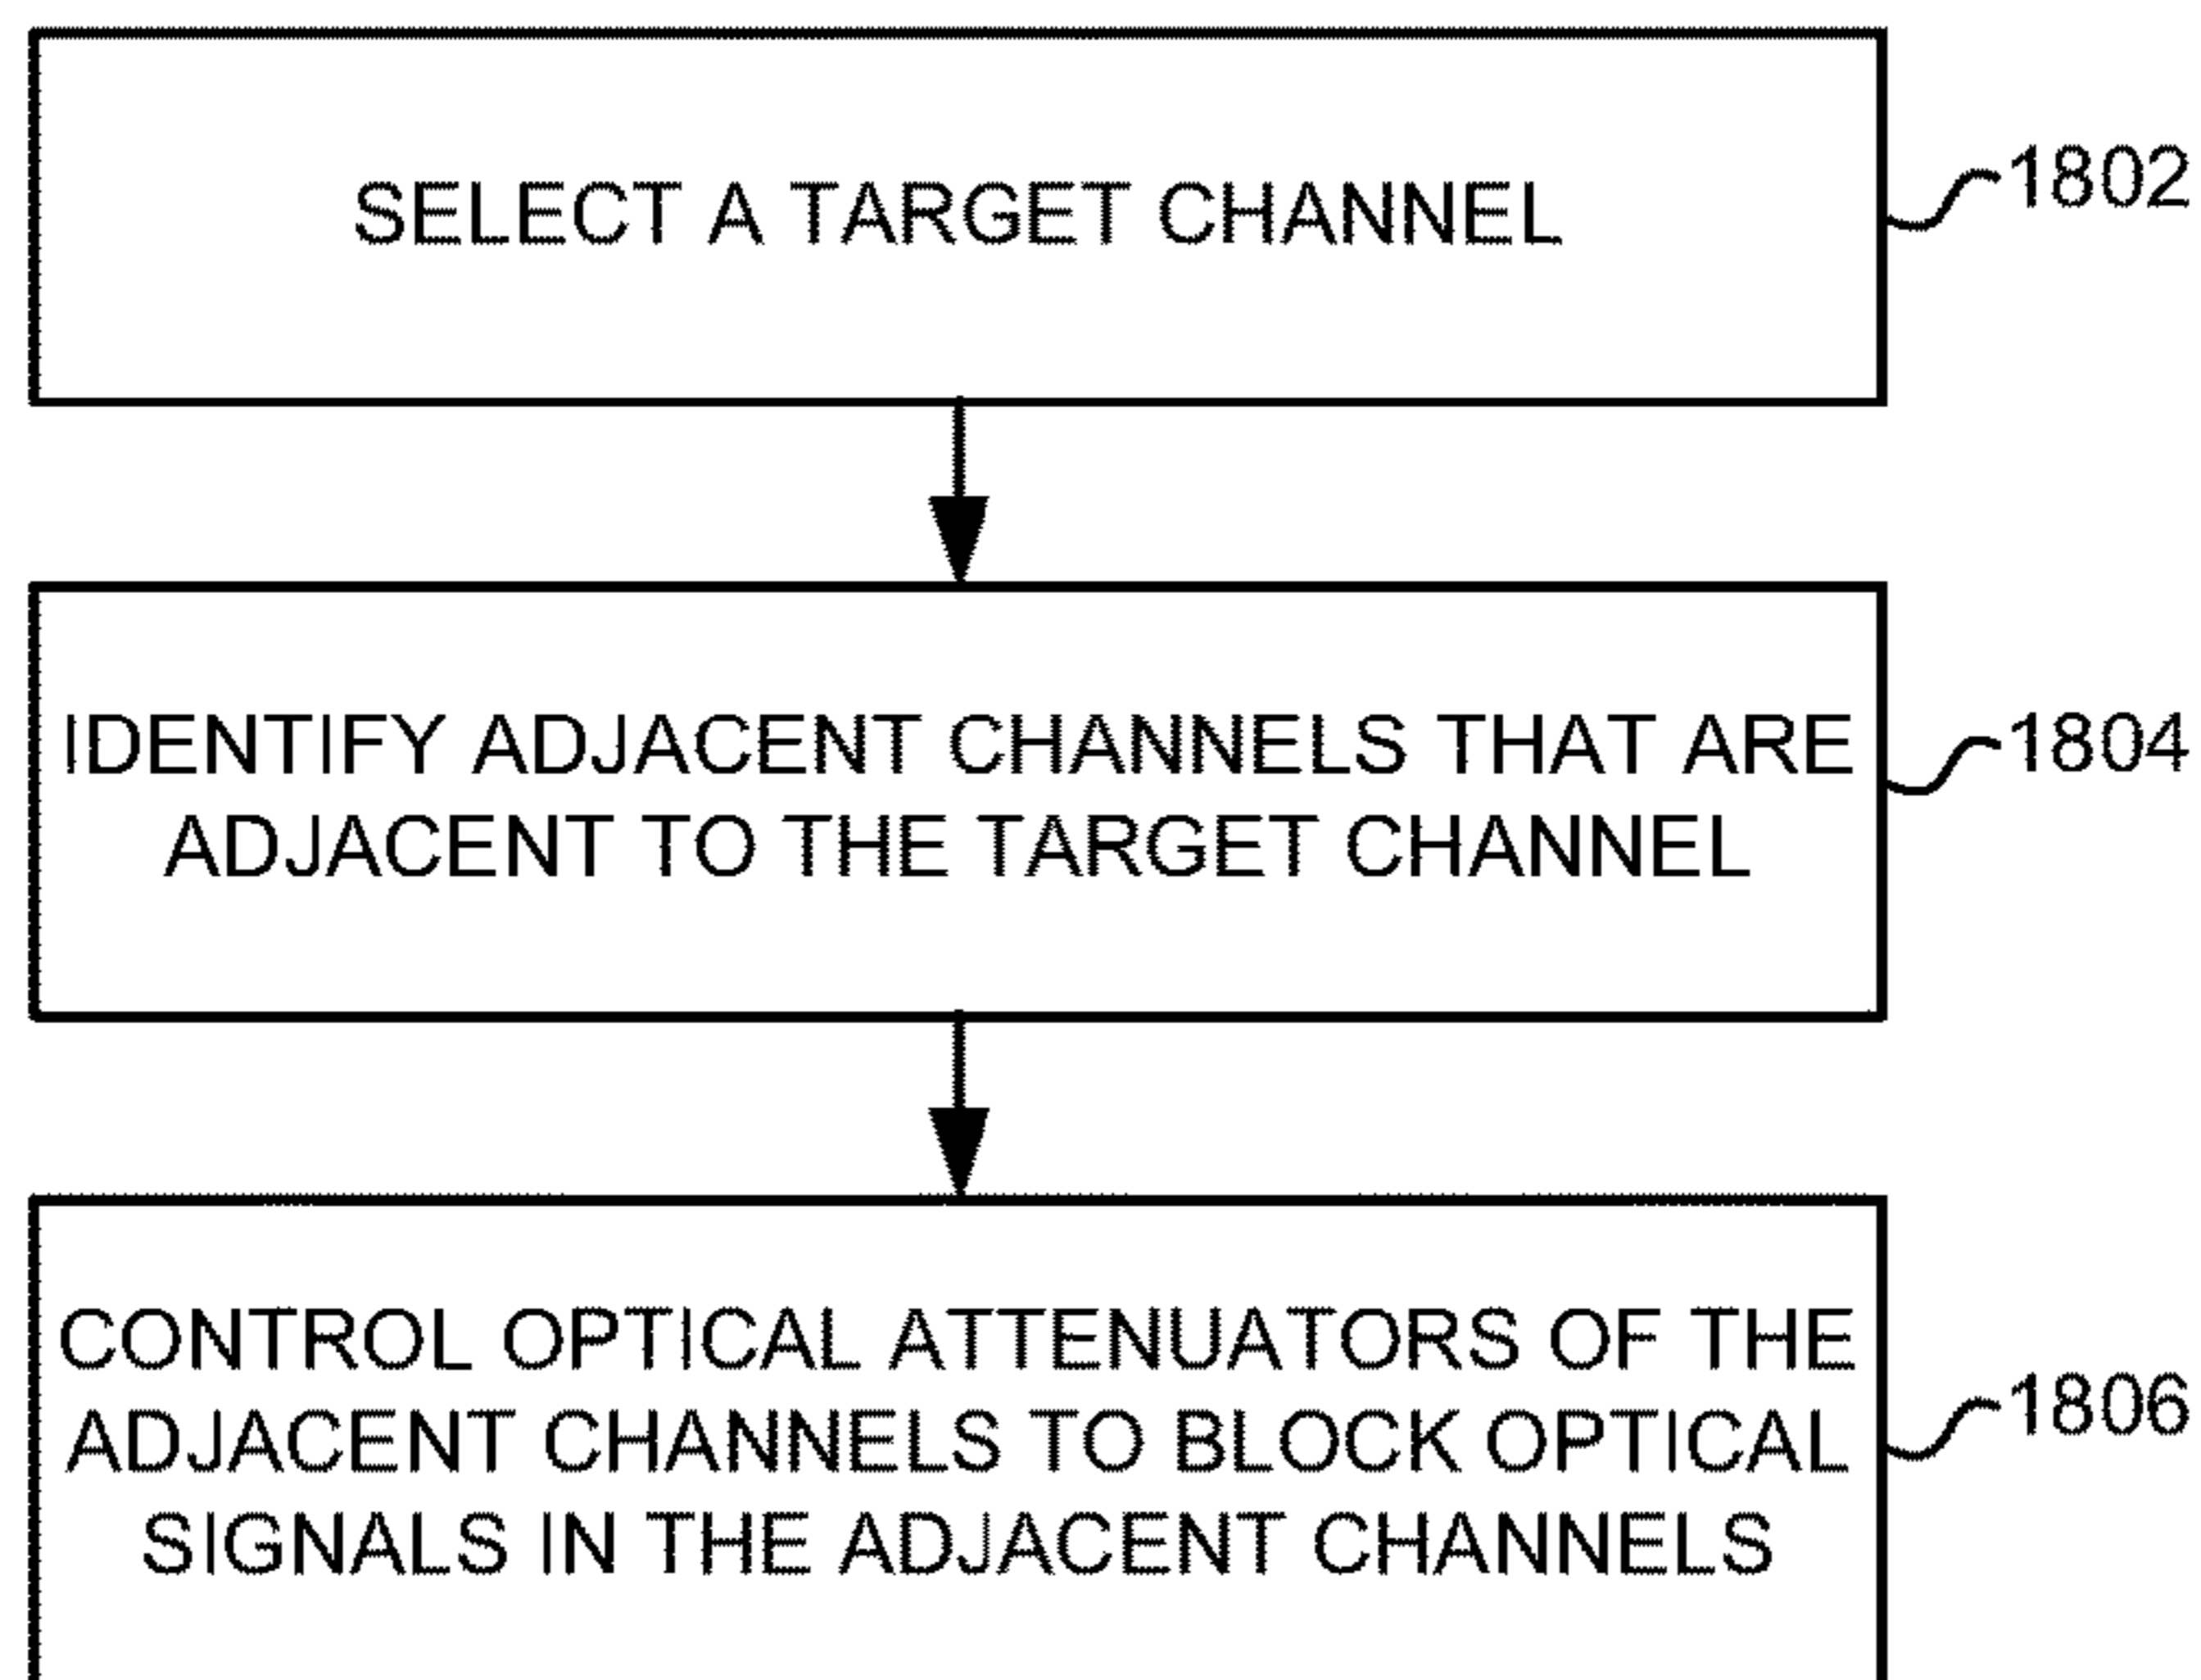 SELECT A TARGET CHANNEL
1802
IDENTIFY ADJACENT CHANNELS THAT ARE
ADJACENT TO THE TARGET CHANNEL
1804
CONTROL OPTICAL ATTENUATORS OF THE
ADJACENT CHANNELS TO BLOCK OPTICAL
SIGNALS IN THE ADJACENT CHANNELS
1806